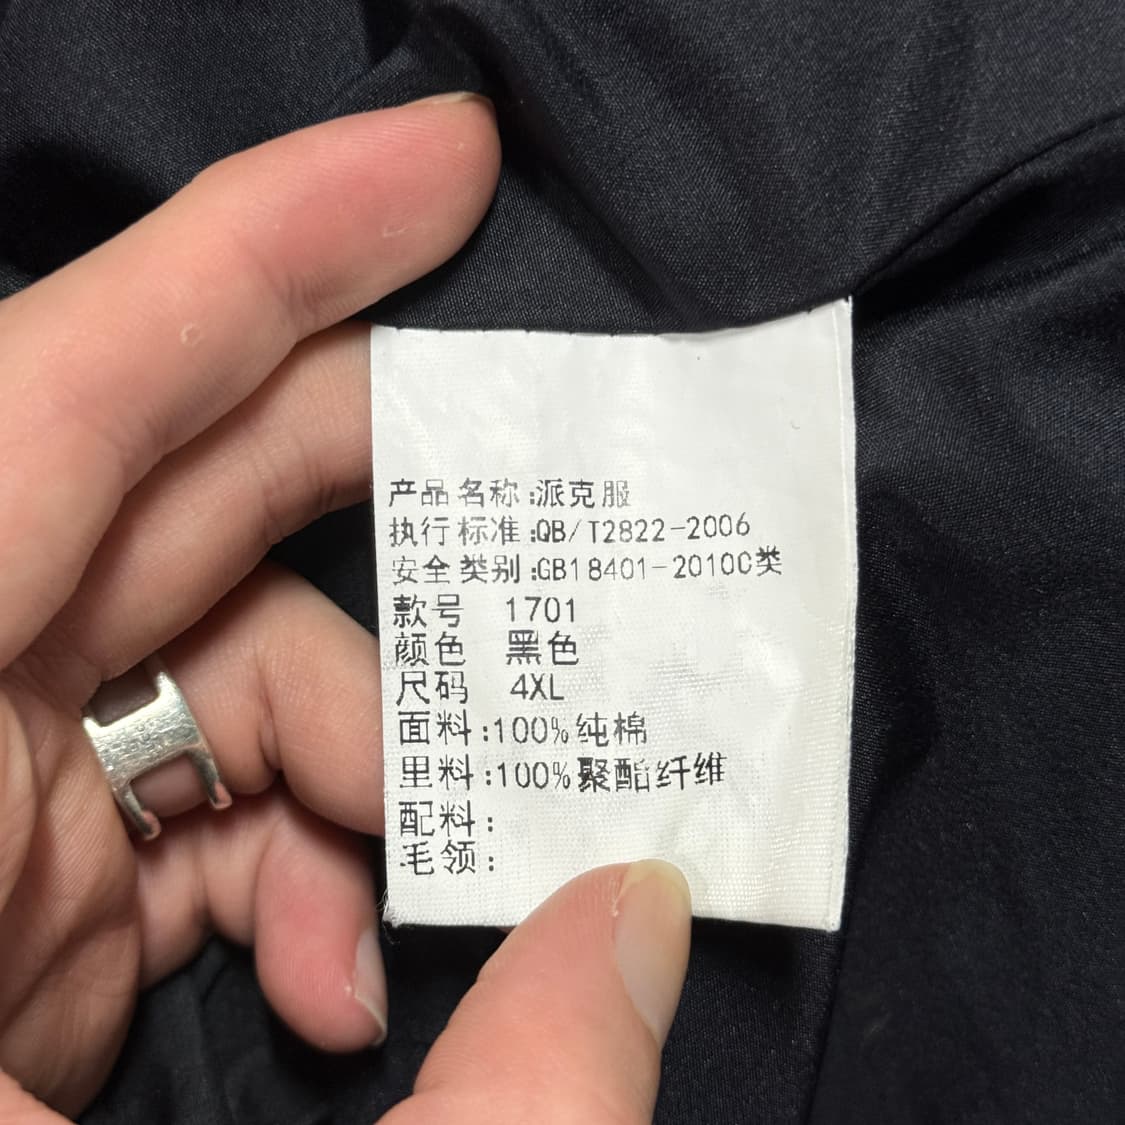 产品名称:派克服
执行标准:QB/T2822-2006
安全类别:GB18401-2010C类
款号 1701
颜色 黑色
尺码 4XL
面料:100%纯棉
里料:100%聚酯纤维
配料:
毛领: